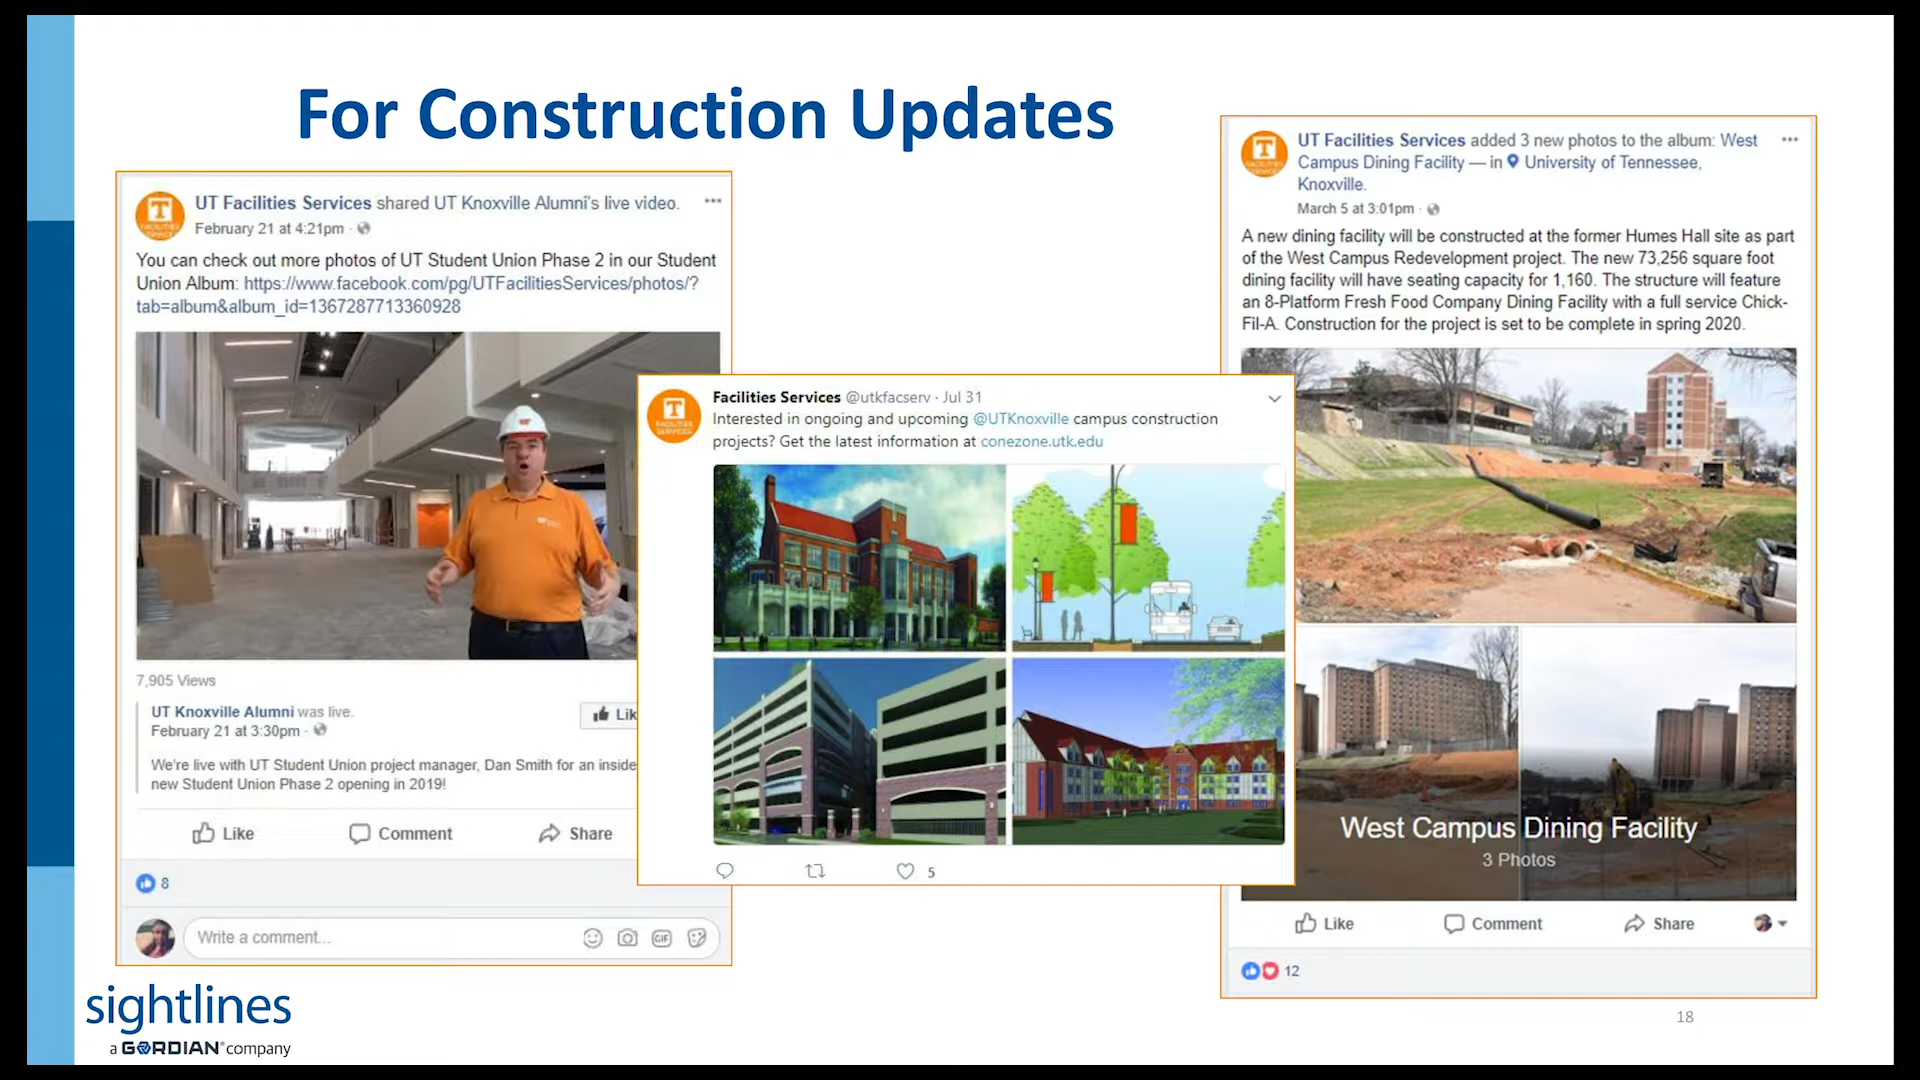 For Construction Updates
UT Facilities Services shared UT Knoxville Alumni's live video.
February 21 at 4:21pm ·
You can check out more photos of UT Student Union Phase 2 in our Student
Union Album: https://www.facebook.com/pg/UTFacilitiesServices/photos/?
tab=album&album_id=1367287713360928
7,905 Views
UT Knoxville Alumni was live.
February 21 at 3:30pm ·
Lik
We're live with UT Student Union project manager, Dan Smith for an inside
new Student Union Phase 2 opening in 2019!
Like Comment Share
8
Write a comment...
GIF
Facilities Services @utkfacserv · Jul 31
Interested in ongoing and upcoming @UTKnoxville campus construction
projects? Get the latest information at conezone.utk.edu
T
FACILITIES
SERVICES
5
UT Facilities Services added 3 new photos to the album: West
Campus Dining Facility — in University of Tennessee,
Knoxville.
March 5 at 3:01pm ·
A new dining facility will be constructed at the former Humes Hall site as part
of the West Campus Redevelopment project. The new 73,256 square foot
dining facility will have seating capacity for 1,160. The structure will feature
an 8-Platform Fresh Food Company Dining Facility with a full service Chick-
Fil-A. Construction for the project is set to be complete in spring 2020.
West Campus Dining Facility
3 Photos
Like Comment Share
12
sightlines
a GORDIAN® company
18